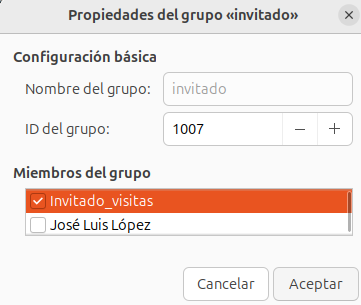 Propiedades del grupo «invitado»
Configuración básica
Nombre del grupo: invitado
ID del grupo: 1007
Miembros del grupo
Invitado_visitas
José Luis López
Cancelar Aceptar